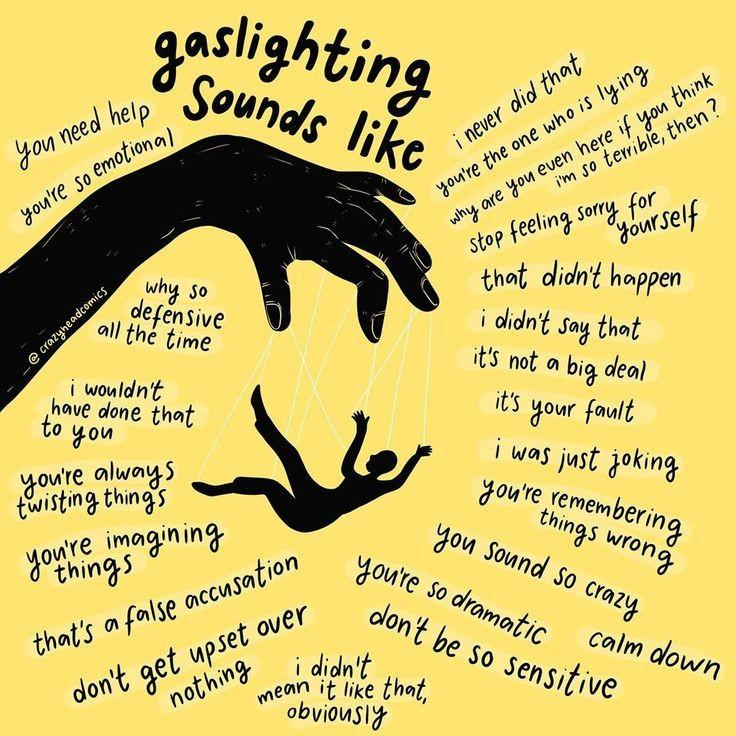 gaslighting
sounds like
you need help
you're so emotional
i never did that
you're the one who is lying
why are you even here if you think
i'm so terrible, then?
stop feeling sorry for
yourself
that didn't happen
i didn't say that
it's not a big deal
it's your fault
i was just joking
you're remembering
things wrong
you sound so crazy
calm down
@crazyheadcomics
why so
defensive
all the time
i wouldn't
have done that
to you
you're always
twisting things
you're imagining
things
that's a false accusation
don't get upset over
nothing
i didn't
mean it like that,
obviously
you're so dramatic
don't be so sensitive